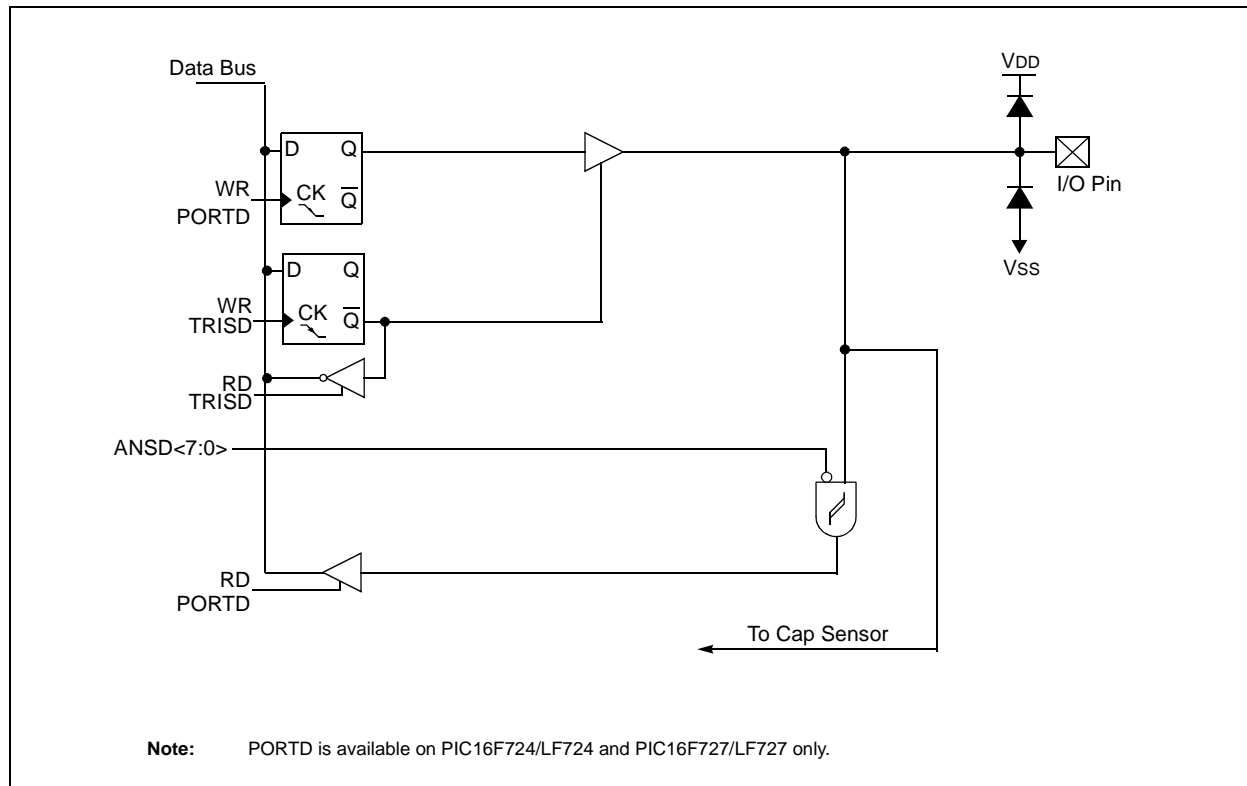 Data Bus
VDD
D Q
WR
PORTD
CK Q
I/O Pin
D Q
VSS
WR
TRISD
CK Q
RD
TRISD
ANSD<7:0>
RD
PORTD
To Cap Sensor
Note: PORTD is available on PIC16F724/LF724 and PIC16F727/LF727 only.